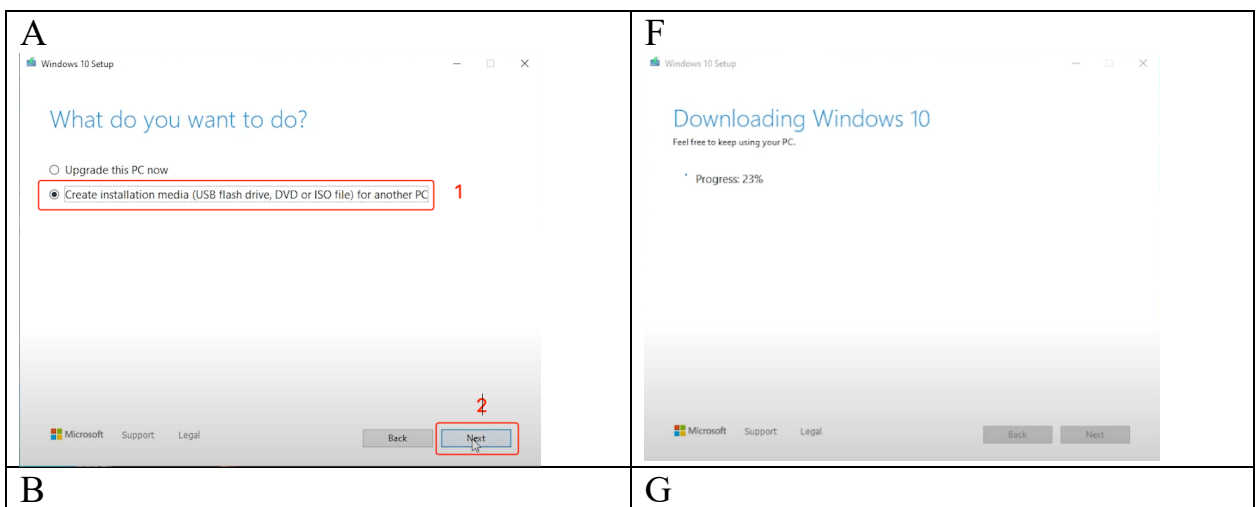 A
Windows 10 Setup
What do you want to do?
Upgrade this PC now
Create installation media (USB flash drive, DVD or ISO file) for another PC
1
2
Microsoft Support Legal
Back Next
F
Windows 10 Setup
Downloading Windows 10
Feel free to keep using your PC.
Progress: 23%
Microsoft Support Legal
Back Next
B
G